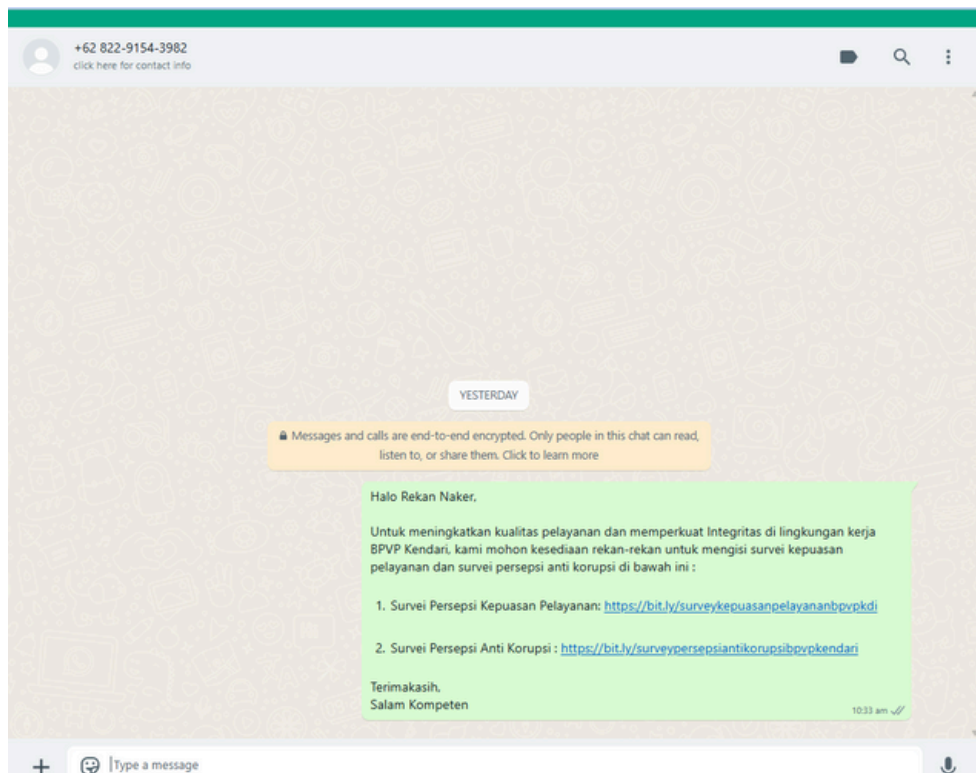 +62 822-9154-3982
click here for contact info
YESTERDAY
Messages and calls are end-to-end encrypted. Only people in this chat can read,
listen to, or share them. Click to learn more
Halo Rekan Naker,
Untuk meningkatkan kualitas pelayanan dan memperkuat Integritas di lingkungan kerja
BPVP Kendari, kami mohon kesediaan rekan-rekan untuk mengisi survei kepuasan
pelayanan dan survei persepsi anti korupsi di bawah ini :
1. Survei Persepsi Kepuasan Pelayanan: https://bit.ly/surveykepuasanpelayananbpvpkdi
2. Survei Persepsi Anti Korupsi : https://bit.ly/surveypersepsiantikorupsibpvpkendari
Terimakasih,
Salam Kompeten
10:33 am
Type a message